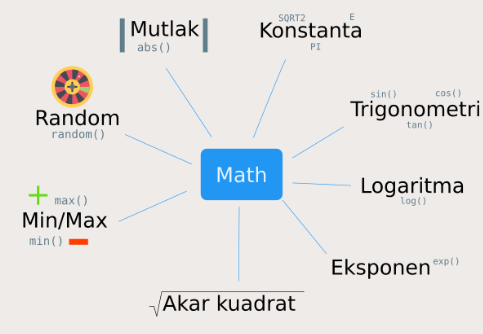 Mutlak
abs()
SQRT2
E
Konstanta
PI
Random
random()
sin()
cos()
Trigonometri
tan()
Math
Logaritma
log()
max()
Min/Max
min()
Eksponen
exp()
Akar kuadrat